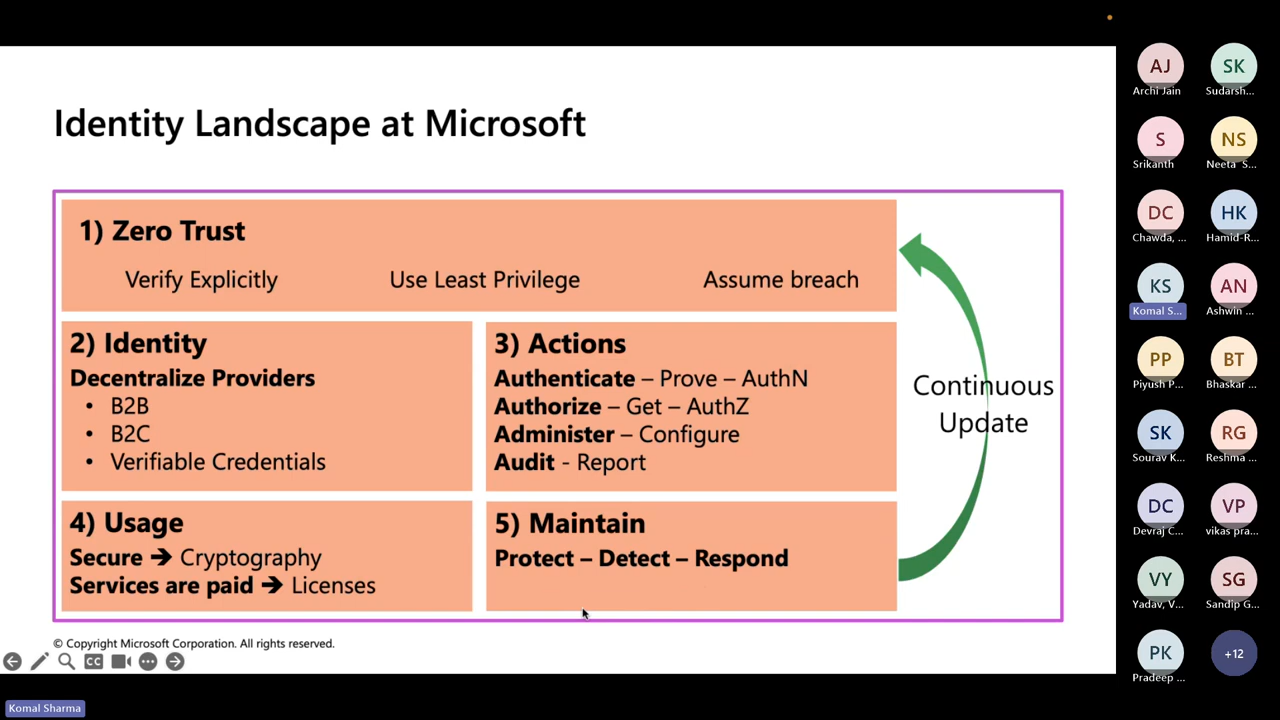 Identity Landscape at Microsoft
1) Zero Trust
Verify Explicitly Use Least Privilege Assume breach
2) Identity
Decentralize Providers
• B2B
• B2C
• Verifiable Credentials
3) Actions
Authenticate – Prove – AuthN
Authorize – Get – AuthZ
Administer – Configure
Audit - Report
4) Usage
Secure ➔ Cryptography
Services are paid ➔ Licenses
5) Maintain
Protect – Detect – Respond
Continuous
Update
© Copyright Microsoft Corporation. All rights reserved.
CC
Komal Sharma
AJ
Archi Jain
SK
Sudarsh...
S
Srikanth
NS
Neeta S...
DC
Chawda, ...
HK
Hamid-R...
KS
Komal S...
AN
Ashwin ...
PP
Piyush P...
BT
Bhaskar ...
SK
Sourav K...
RG
Reshma ...
DC
Devraj C...
VP
vikas pra...
VY
Yadav, V...
SG
Sandip G...
PK
Pradeep ...
+12